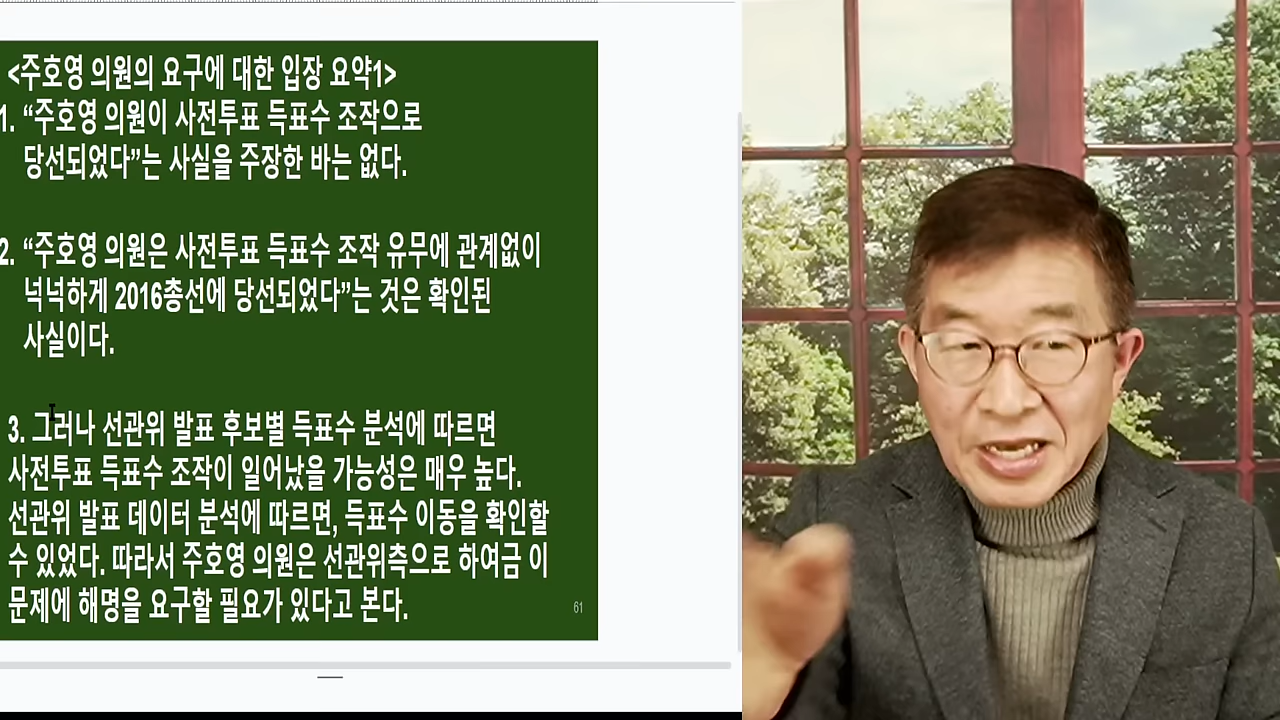 <주호영 의원의 요구에 대한 입장 요약1>
1. “주호영 의원이 사전투표 득표수 조작으로
당선되었다”는 사실을 주장한 바는 없다.
2. “주호영 의원은 사전투표 득표수 조작 유무에 관계없이
넉넉하게 2016총선에 당선되었다”는 것은 확인된
사실이다.
3. 그러나 선관위 발표 후보별 득표수 분석에 따르면
사전투표 득표수 조작이 일어났을 가능성은 매우 높다.
선관위 발표 데이터 분석에 따르면, 득표수 이동을 확인할
수 있었다. 따라서 주호영 의원은 선관위측으로 하여금 이
문제에 해명을 요구할 필요가 있다고 본다.
61